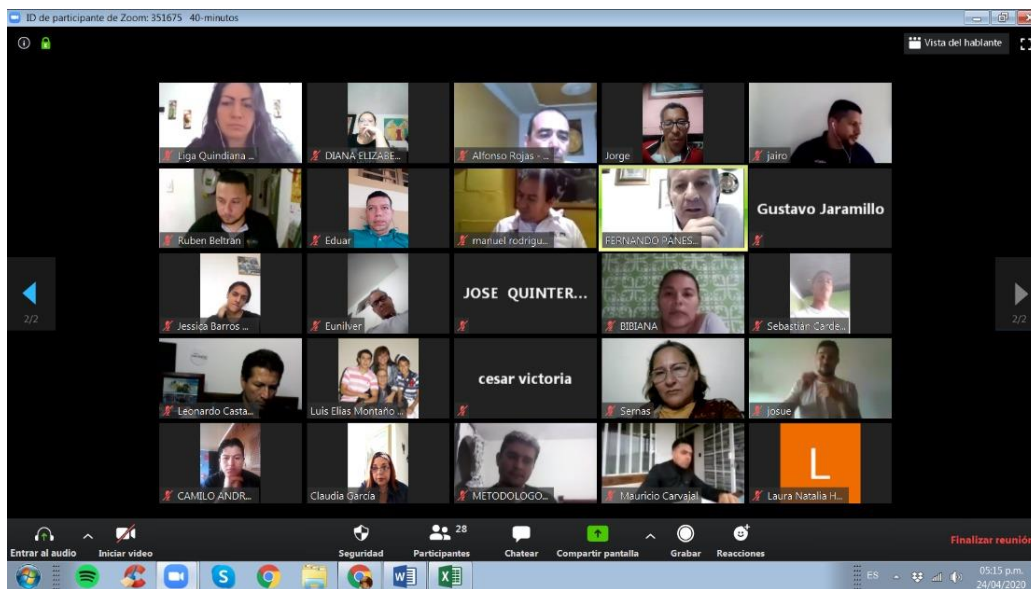 ID de participante de Zoom: 351675 40-minutos
Vista del hablante
Liga Quindiana ...
DIANA ELIZABE...
Alfonso Rojas - ...
Jorge
jairo
Ruben Beltrán
Eduar
manuel rodrigu...
FERNANDO PANES...
Gustavo Jaramillo
Jessica Barros ...
Eunilver
JOSE QUINTER...
BIBIANA
Sebastián Carde...
2/2
2/2
Leonardo Casta...
Luis Elias Montaño ...
cesar victoria
Sernas
josue
L
CAMILO ANDR...
Claudia García
METODOLOGO...
Mauricio Carvajal
Laura Natalia H...
28
Entrar al audio
Iniciar video
Seguridad
Participantes
Chatear
Compartir pantalla
Grabar
Reacciones
Finalizar reunión
ES
05:15 p.m.
24/04/2020